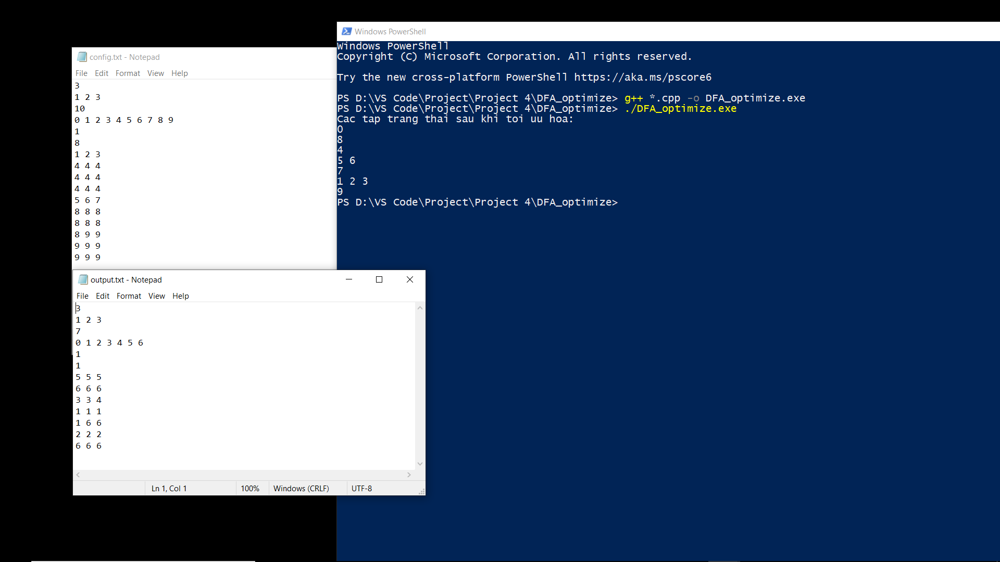 config.txt - Notepad
File Edit Format View Help
3
1 2 3
10
0 1 2 3 4 5 6 7 8 9
1
8
1 2 3
4 4 4
4 4 4
4 4 4
5 6 7
8 8 8
8 8 8
8 9 9
9 9 9
9 9 9
output.txt - Notepad
File Edit Format View Help
3
1 2 3
7
0 1 2 3 4 5 6
1
1
5 5 5
6 6 6
3 3 4
1 1 1
1 6 6
2 2 2
6 6 6
Ln 1, Col 1 100% Windows (CRLF) UTF-8
Windows PowerShell
Windows PowerShell
Copyright (C) Microsoft Corporation. All rights reserved.
Try the new cross-platform PowerShell https://aka.ms/pscore6
PS D:\VS Code\Project\Project 4\DFA_optimize> g++ *.cpp -o DFA_optimize.exe
PS D:\VS Code\Project\Project 4\DFA_optimize> ./DFA_optimize.exe
Cac tap trang thai sau khi toi uu hoa:
0
8
4
5 6
7
1 2 3
9
PS D:\VS Code\Project\Project 4\DFA_optimize>